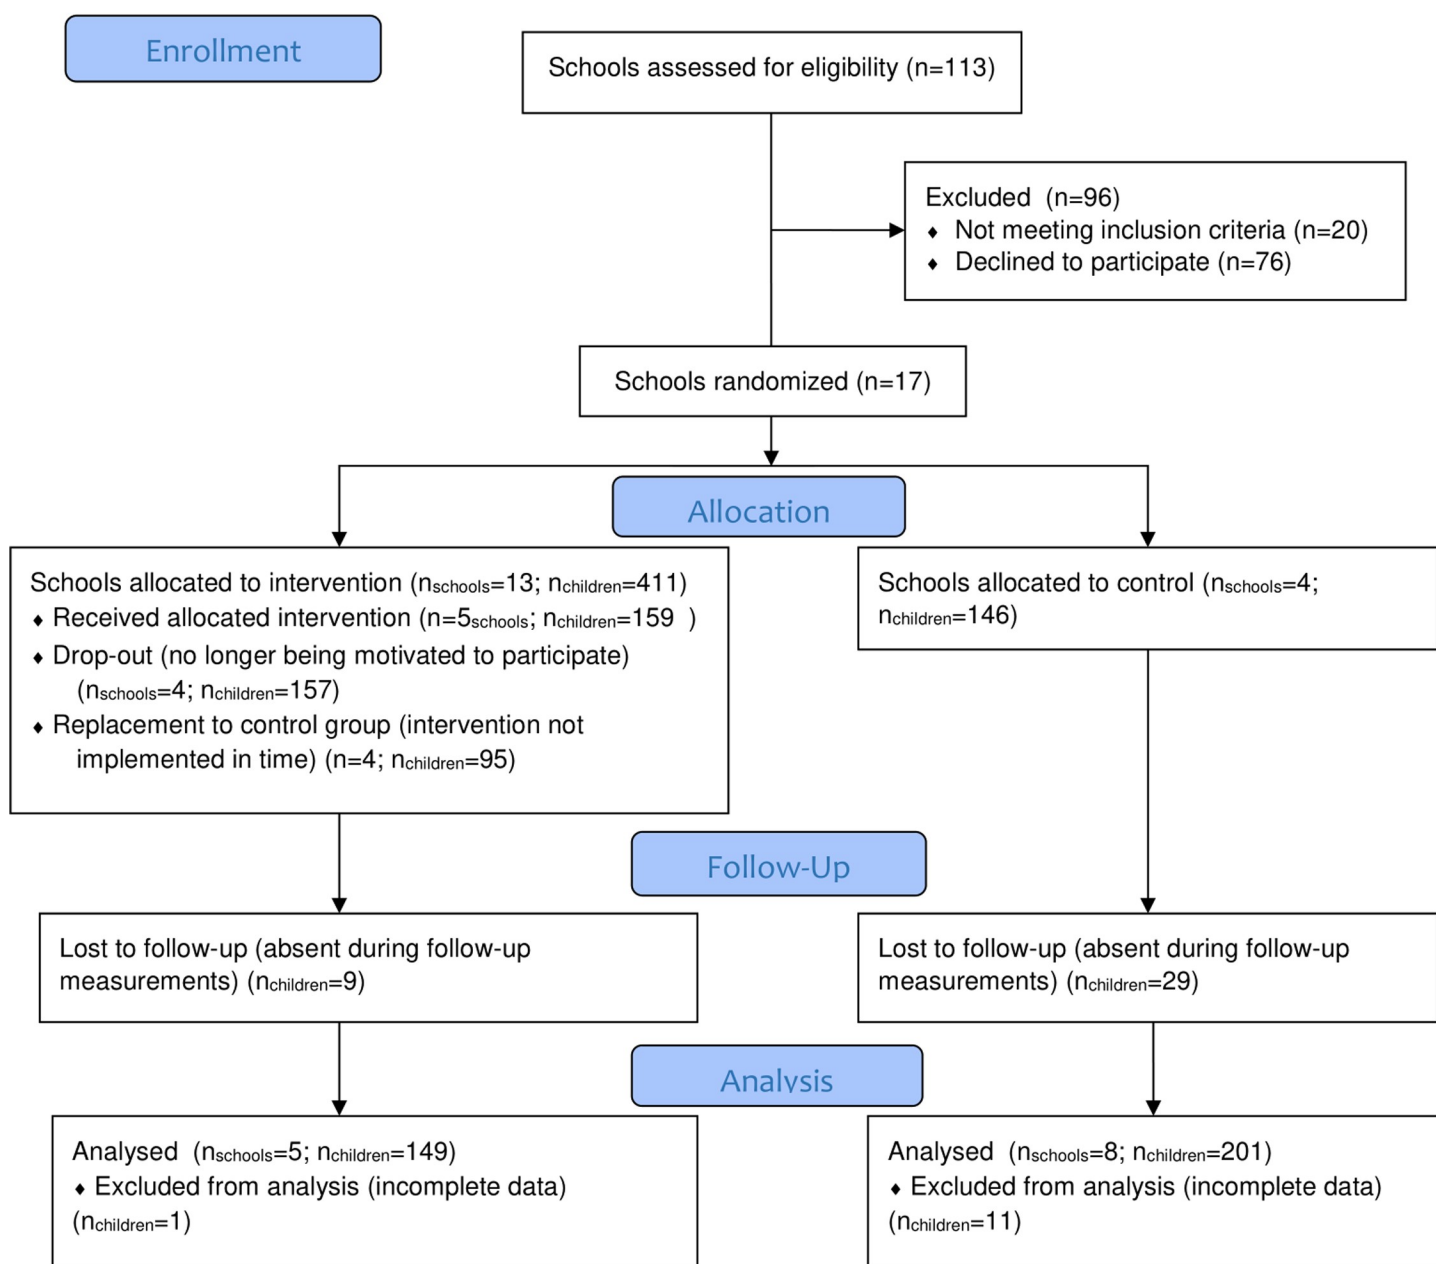 Enrollment
Schools assessed for eligibility (n=113)
Excluded  (n=96)
♦ Not meeting inclusion criteria (n=20)
♦ Declined to participate (n=76)
Schools randomized (n=17)
Allocation
Schools allocated to intervention (nschools=13; nchildren=411)
♦ Received allocated intervention (n=5schools; nchildren=159  )
♦ Drop-out (no longer being motivated to participate)
(nschools=4; nchildren=157)
♦ Replacement to control group (intervention not
implemented in time) (n=4; nchildren=95)
Schools allocated to control (nschools=4;
nchildren=146)
Follow-Up
Lost to follow-up (absent during follow-up
measurements) (nchildren=9)
Lost to follow-up (absent during follow-up
measurements) (nchildren=29)
Analysis
Analysed  (nschools=5; nchildren=149)
♦ Excluded from analysis (incomplete data)
(nchildren=1)
Analysed  (nschools=8; nchildren=201)
♦ Excluded from analysis (incomplete data)
(nchildren=11)